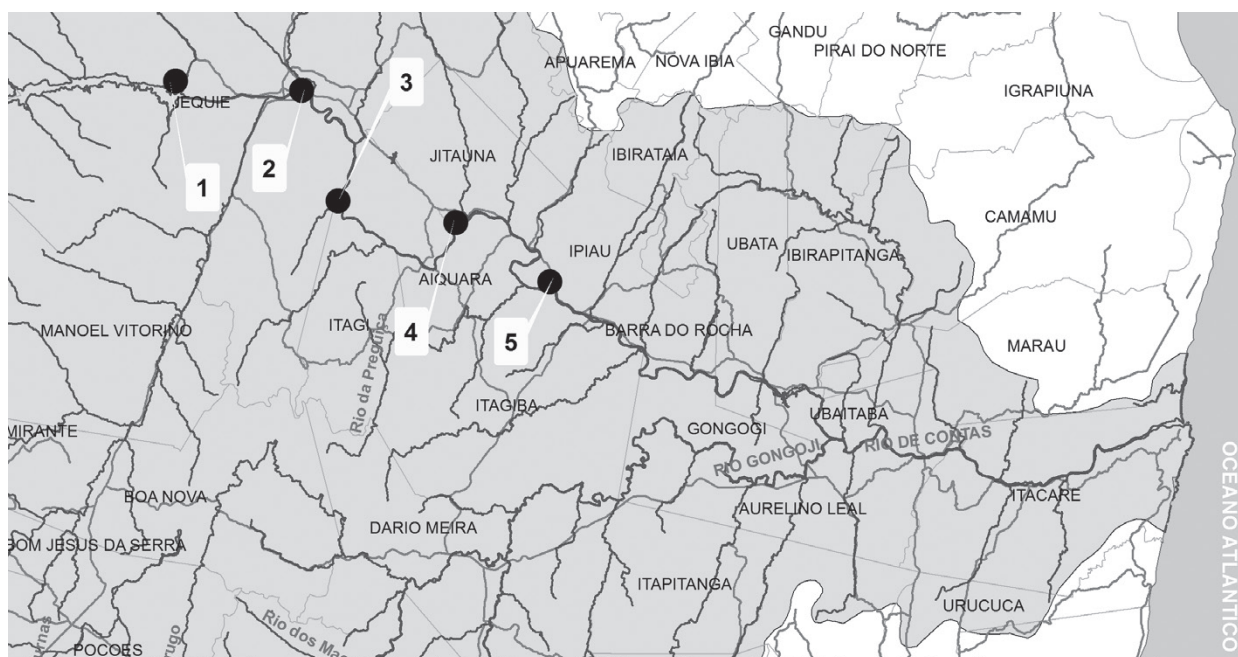 GANDU
PIRAI DO NORTE
APUAREMA
NOVA IBIA
3
IGRAPIUNA
JEQUIE
JITAUNA
IBIRATAIA
2
1
CAMAMU
IPIAU
UBATA
IBIRAPITANGA
AIQUARA
ITAGI
MANOEL VITORINO
4
5
BARRA DO ROCHA
MARAU
Rio da Preguiça
ITAGIBA
UBAITABA
MIRANTE
GONGOGI
RIO GONGOJI
RIO DE CONTAS
OCEANO ATLANTICO
BOA NOVA
ITACARE
DARIO MEIRA
AURELINO LEAL
BOM JESUS DA SERRA
ITAPITANGA
URUCUCA
Rio dos
POCOES